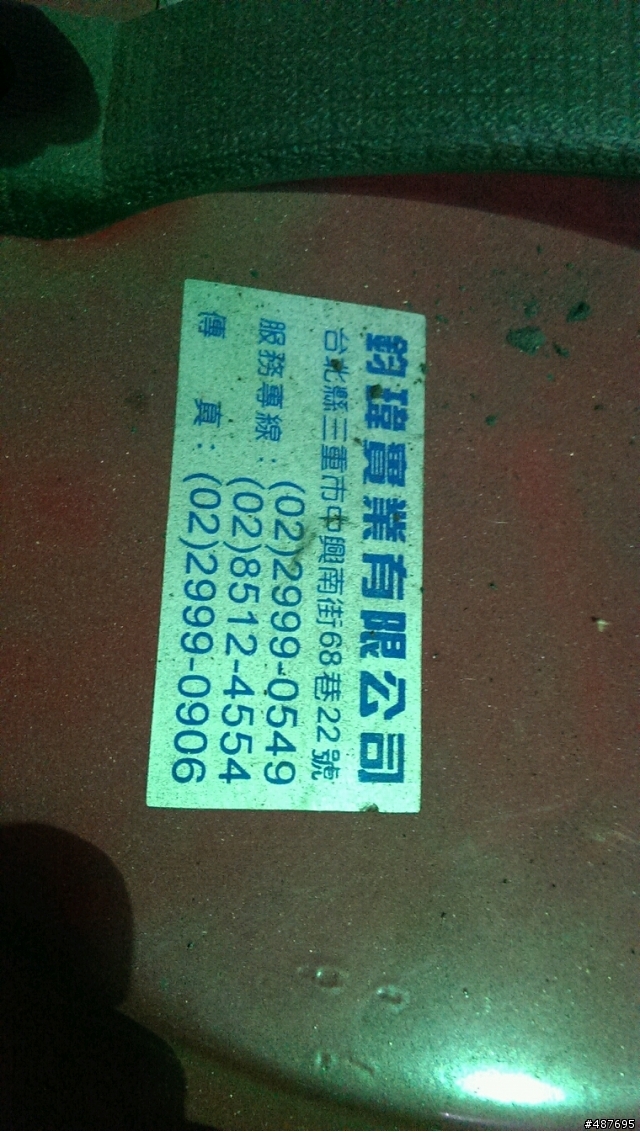 鈞瑋實業有限公司
台北縣三重市中興南街68巷22號
服務專線：(02)2999-0549
(02)8512-4554
傳　真：(02)2999-0906
#487695